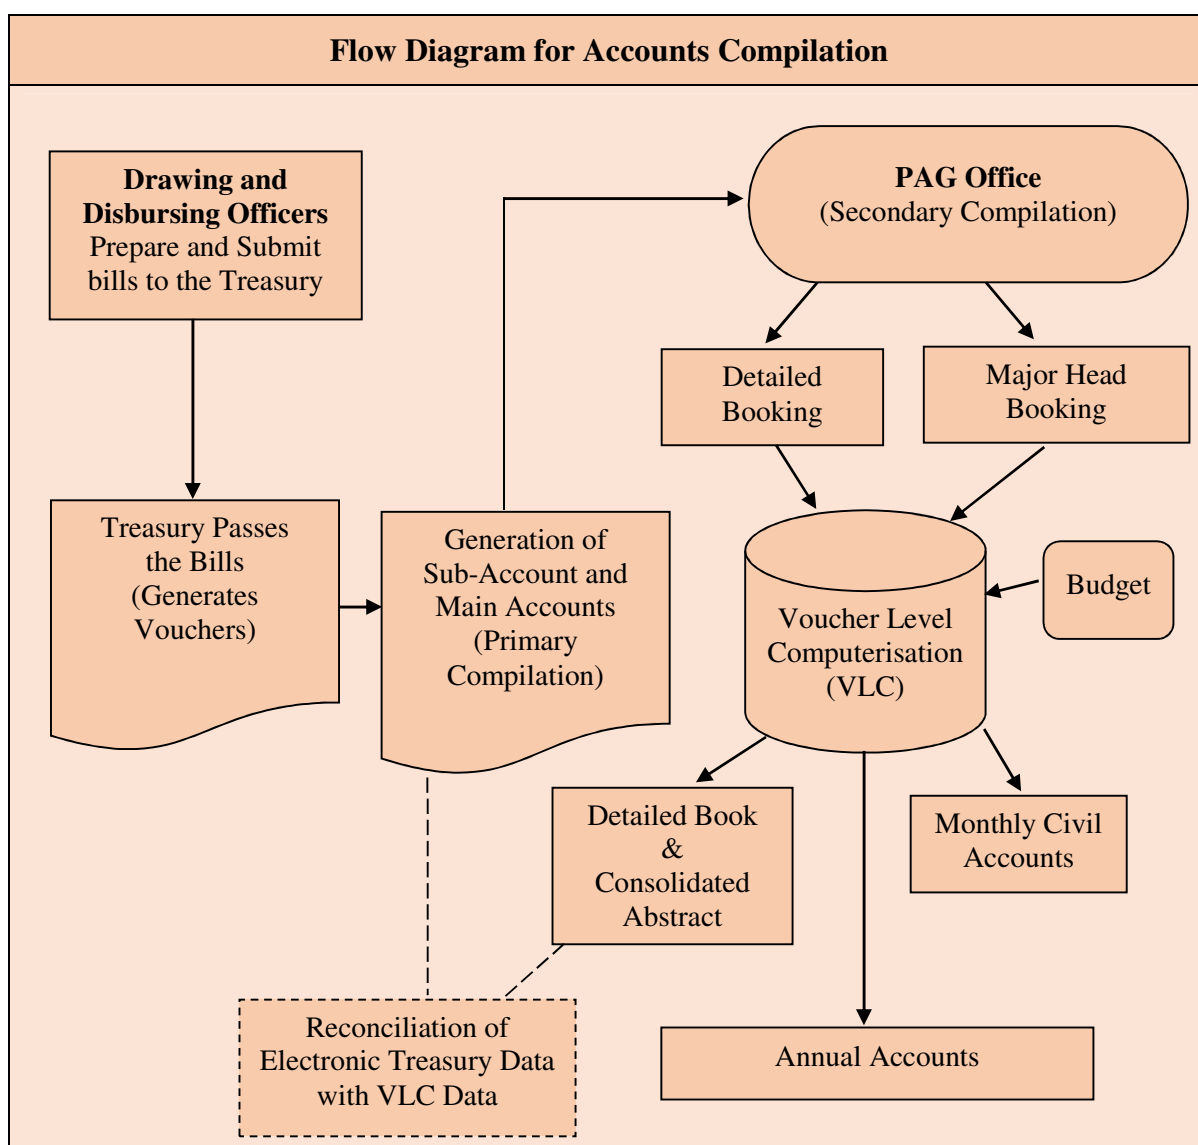 Flow Diagram for Accounts Compilation
Drawing and
Disbursing Officers
Prepare and Submit
bills to the Treasury
PAG Office
(Secondary Compilation)
Detailed
Booking
Major Head
Booking
Treasury Passes
the Bills
(Generates
Vouchers)
Generation of
Sub-Account and
Main Accounts
(Primary
Compilation)
Voucher Level
Computerisation
(VLC)
Budget
Detailed Book
&
Consolidated
Abstract
Monthly Civil
Accounts
Reconciliation of
Electronic Treasury Data
with VLC Data
Annual Accounts